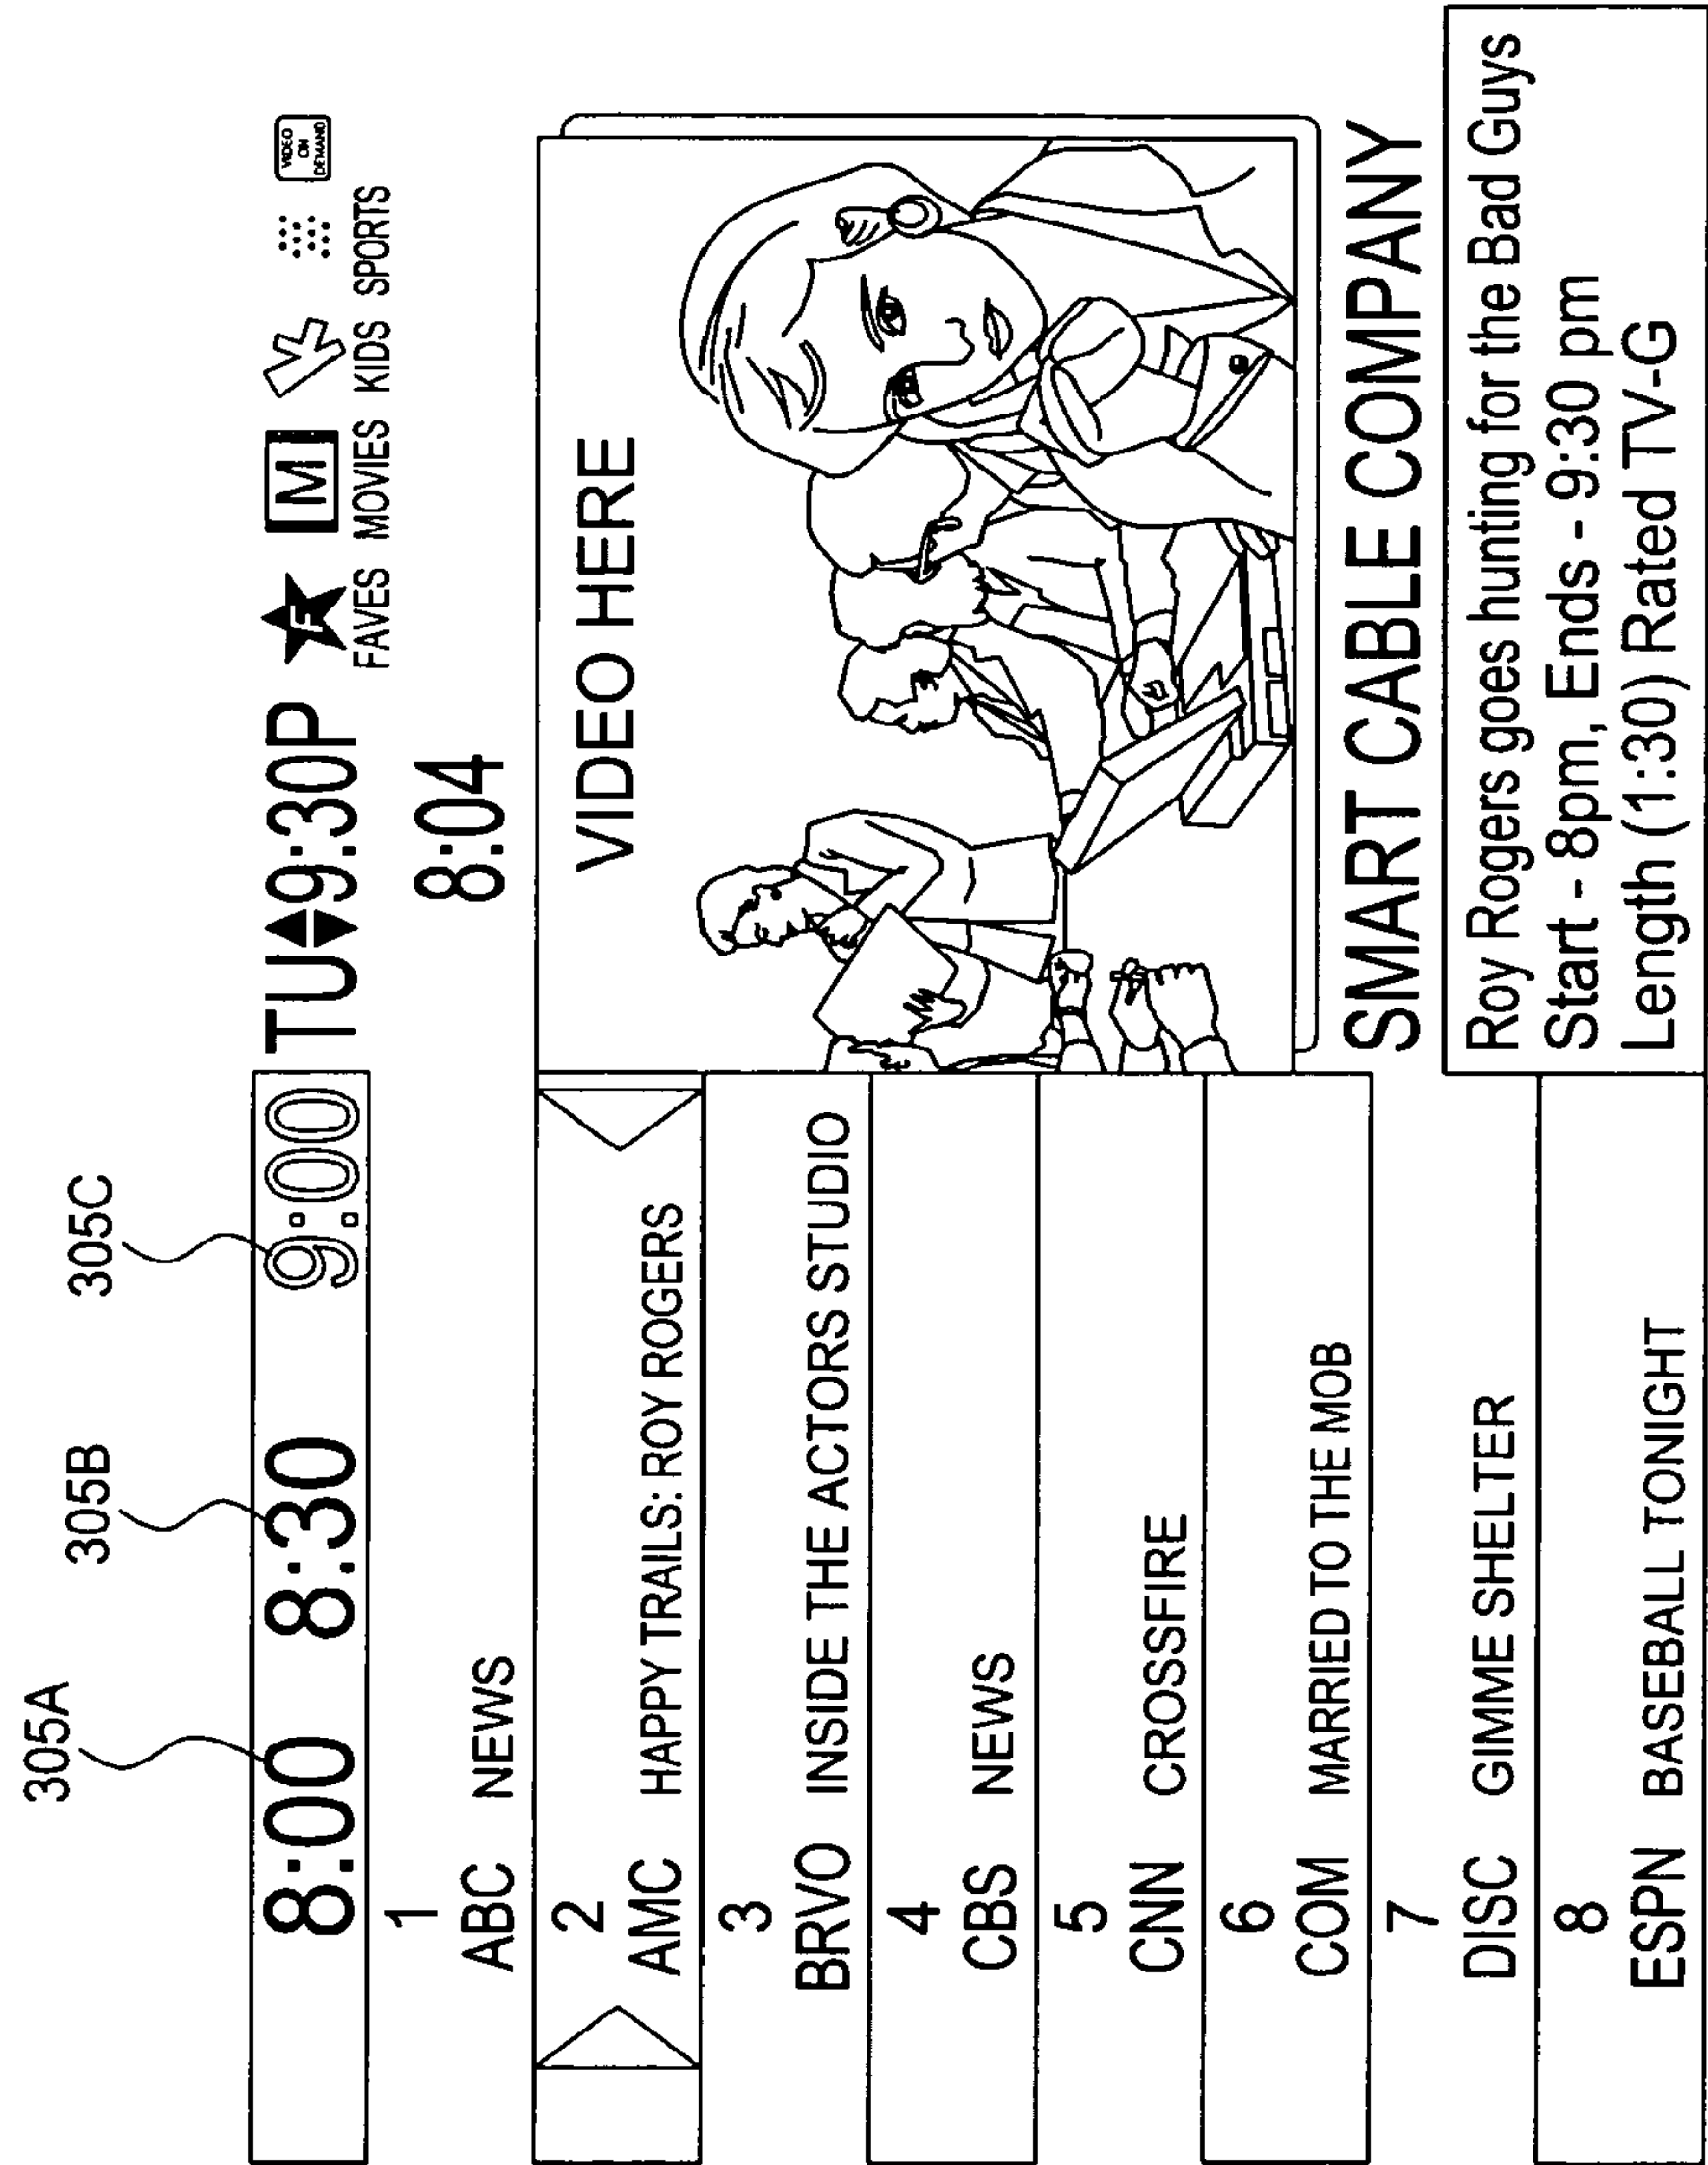 305A
305B
305C
8:00 8:30 9:00
TU 9:30P
F
M
VIDEO
ON
DEMAND
FAVES MOVIES KIDS SPORTS
8:04
1
ABC NEWS
2
AMC HAPPY TRAILS: ROY ROGERS
3
BRVO INSIDE THE ACTORS STUDIO
4
CBS NEWS
5
CNN CROSSFIRE
6
COM MARRIED TO THE MOB
7
DISC GIMME SHELTER
8
ESPN BASEBALL TONIGHT
VIDEO HERE
SMART CABLE COMPANY
Roy Rogers goes hunting for the Bad Guys
Start - 8pm, Ends - 9:30 pm
Length (1:30) Rated TV-G